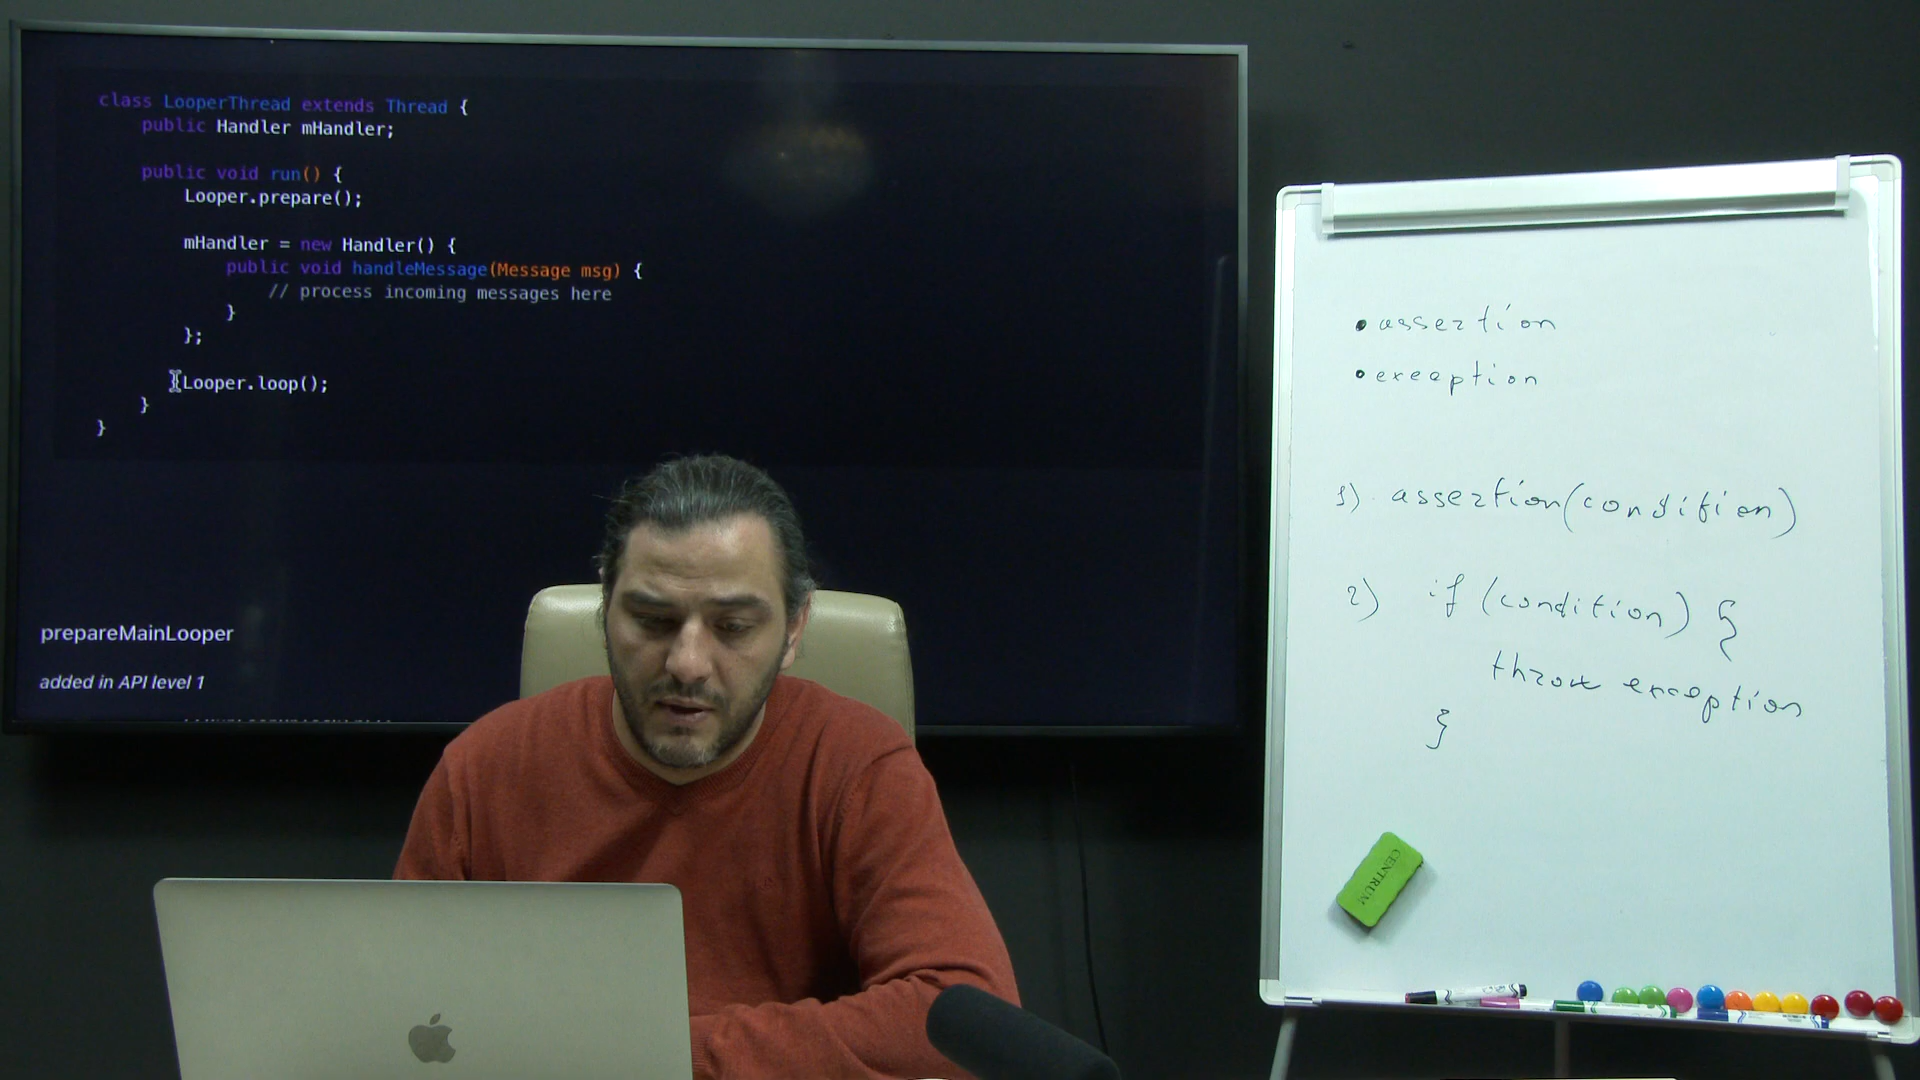 class LooperThread extends Thread {
public Handler mHandler;
public void run() {
Looper.prepare();
mHandler = new Handler() {
public void handleMessage(Message msg) {
// process incoming messages here
}
};
Looper.loop();
}
}
prepareMainLooper
added in API level 1
• assertion
• exception
1) assertion(condition)
2) if (condition) {
throw exception
}
CENTRUM